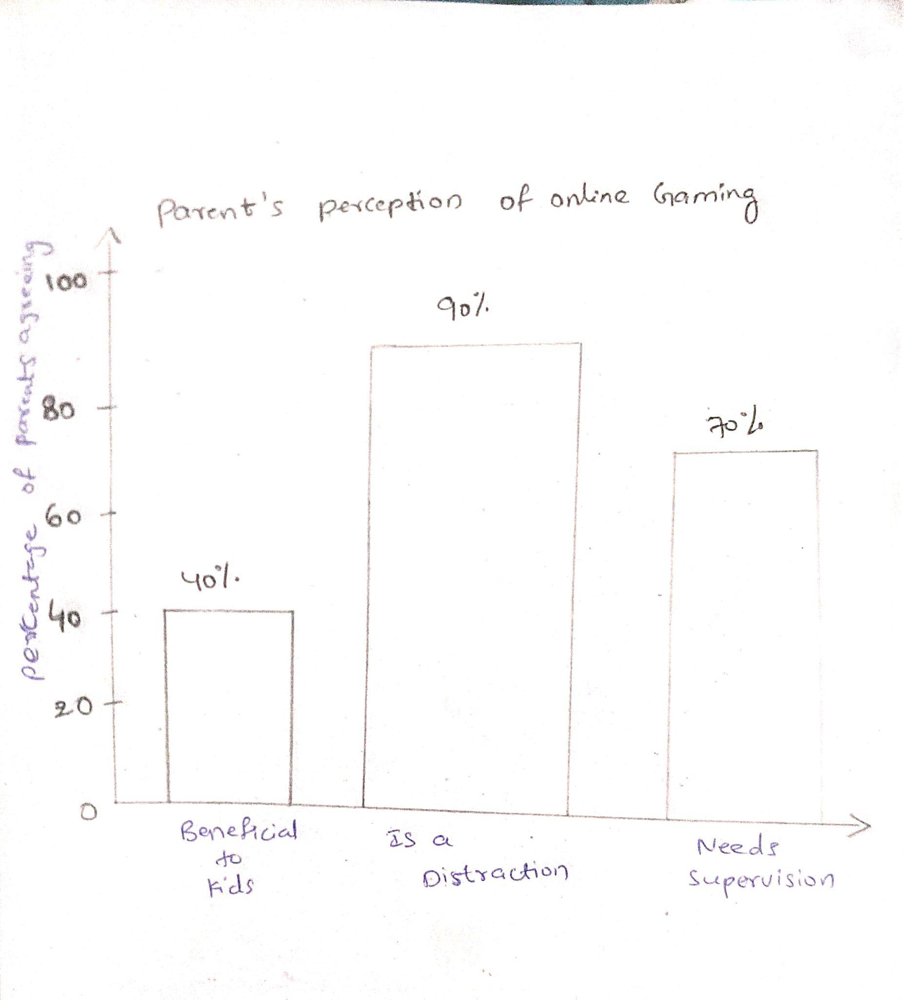 Parent's perception of online Gaming
percentage of parents agreeing
100
90%
80
70%
60
40%
40
20
0
Beneficial
to
kids
Is a
Distraction
Needs
Supervision